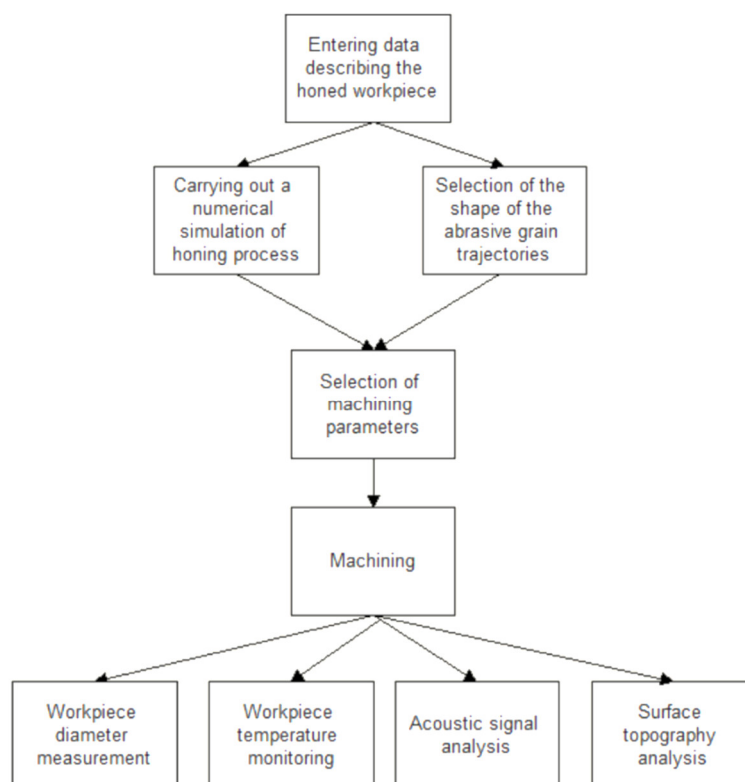 Entering data
describing the
honed workpiece
Carrying out a
numerical
simulation of
honing process
Selection of the
shape of the
abrasive grain
trajectories
Selection of
machining
parameters
Machining
Workpiece
diameter
measurement
Workpiece
temperature
monitoring
Acoustic signal
analysis
Surface
topography
analysis